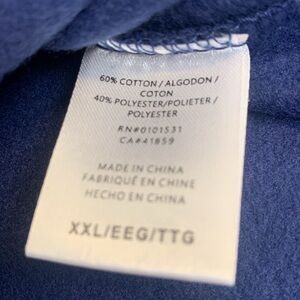 60% COTTON / ALGODON /
COTON
40% POLYESTER/POLIETER /
POLYESTER
RN#0101531
CA#41859
MADE IN CHINA
FABRIQUÉ EN CHINE
HECHO EN CHINA
XXL/EEG/TTG